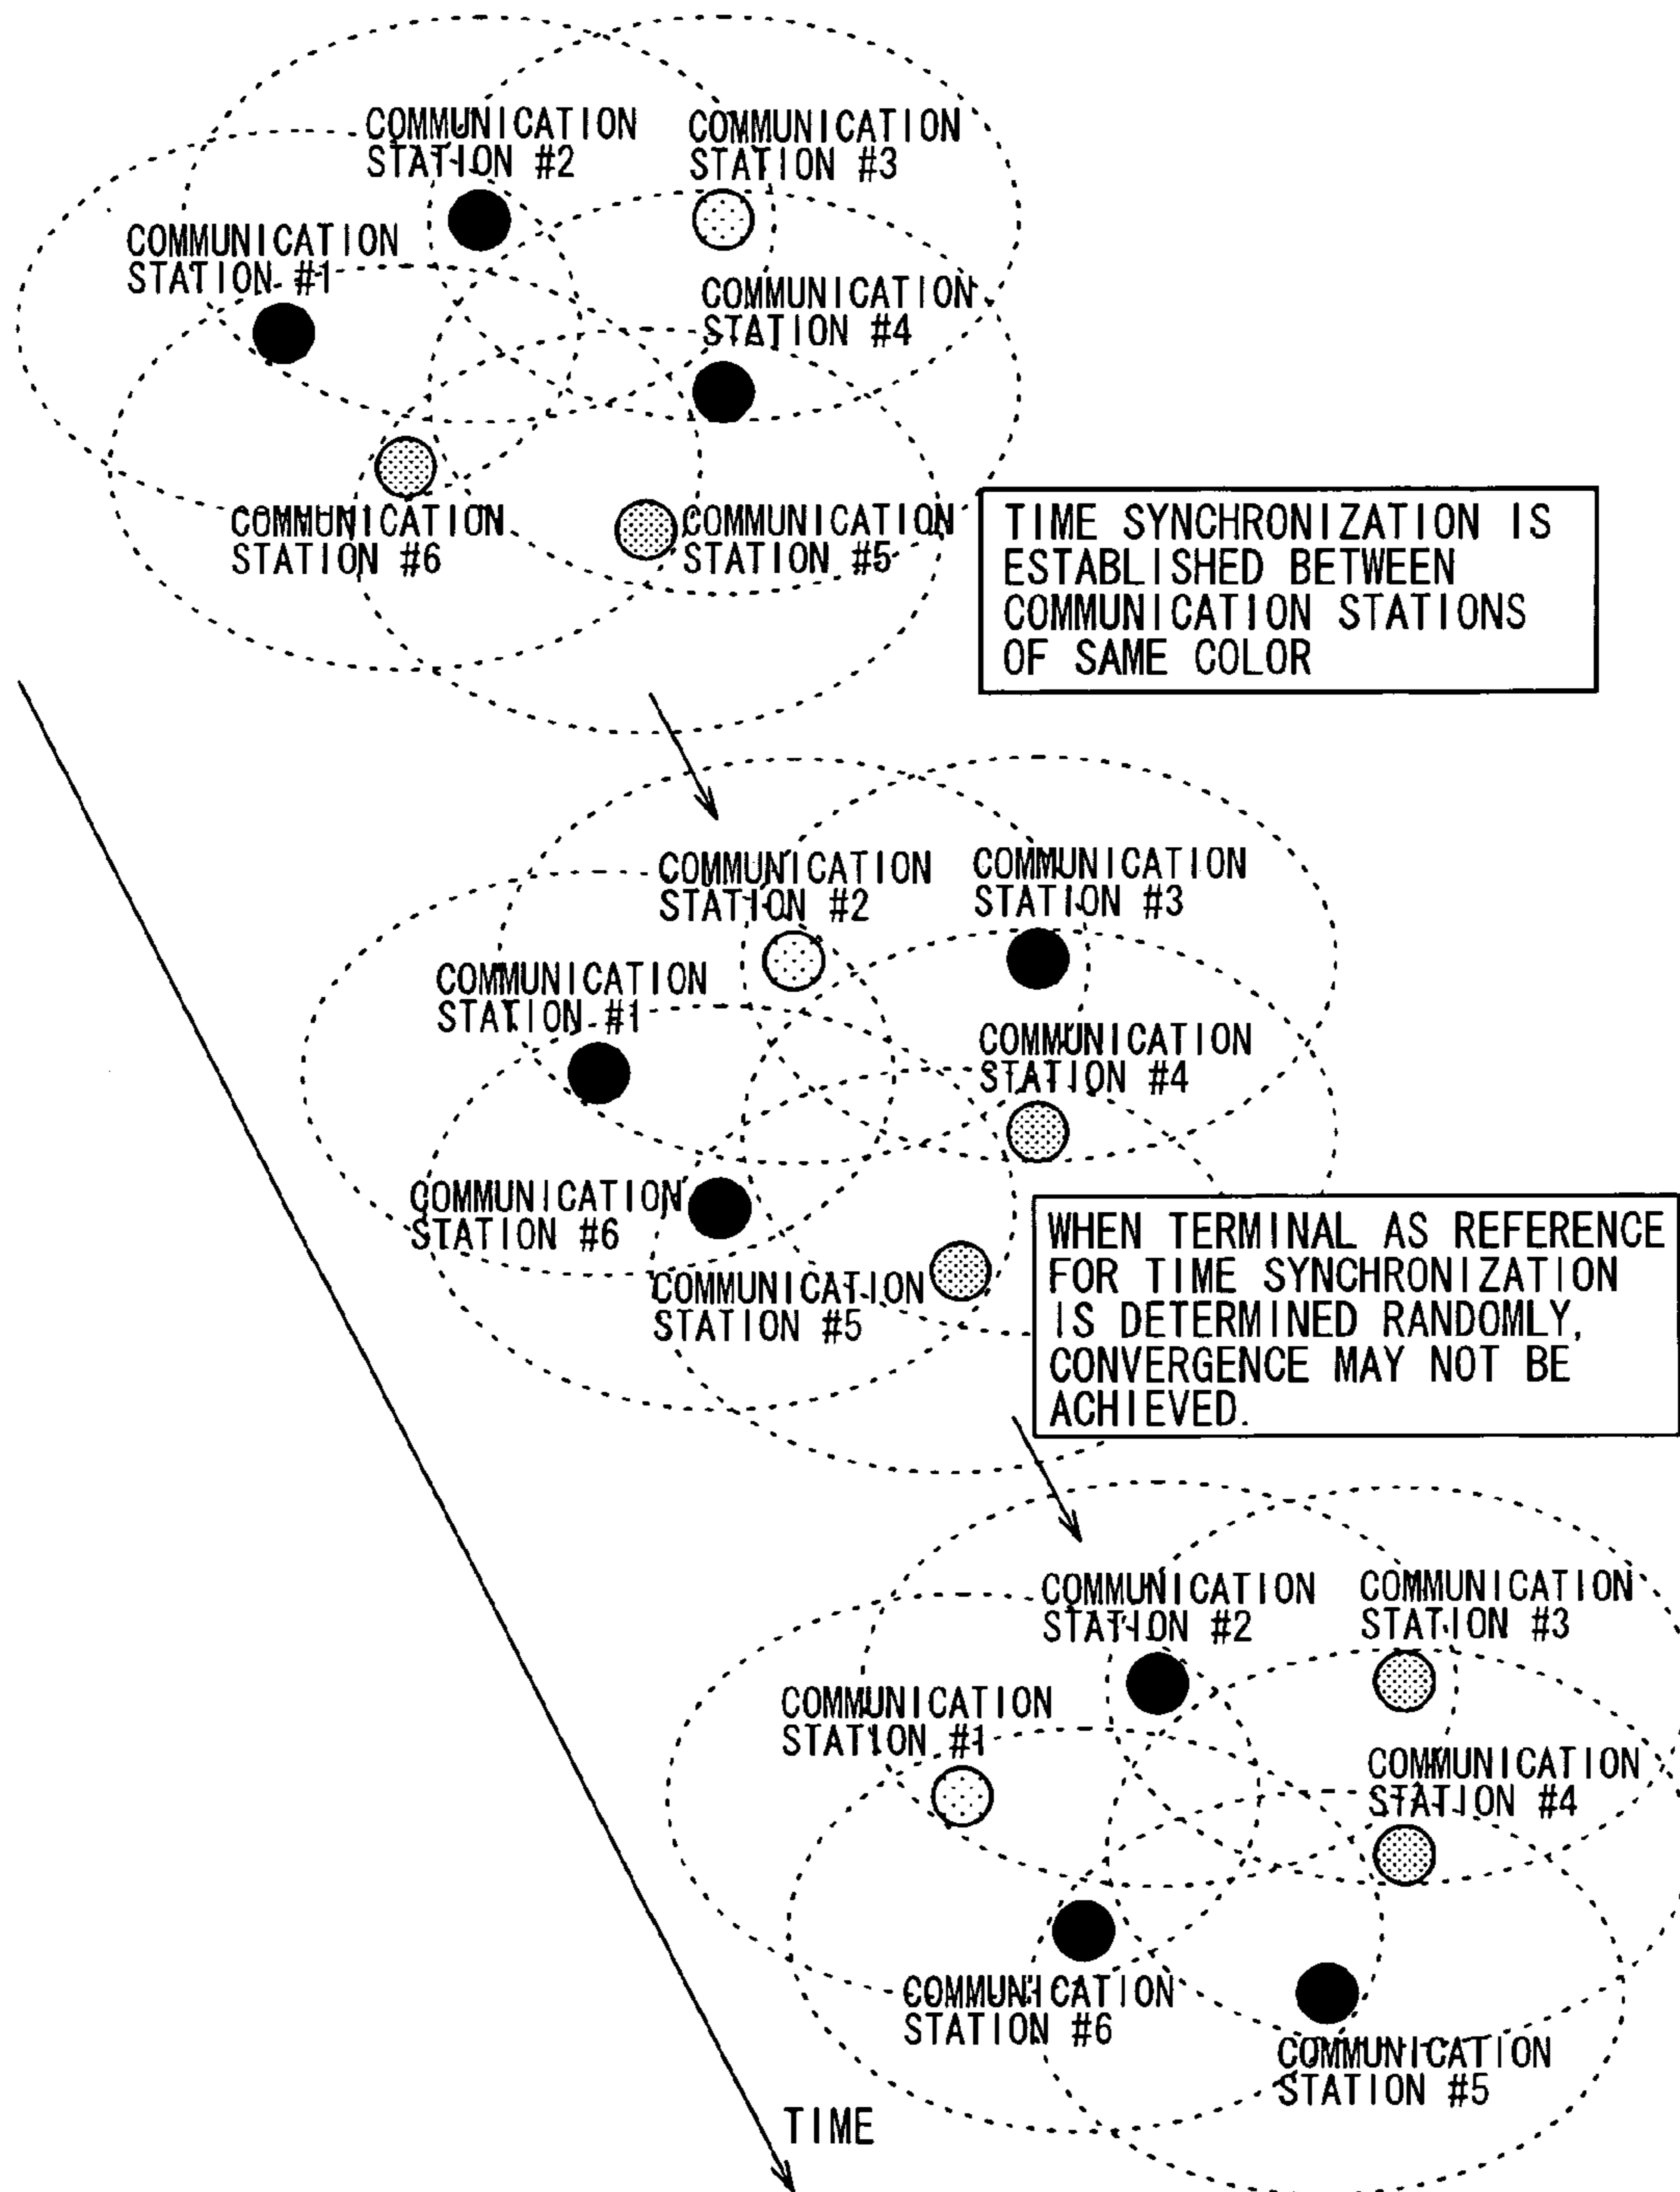 COMMUNICATION
STATION #2
COMMUNICATION
STATION #3
COMMUNICATION
STATION #1
COMMUNICATION
STATION #4
COMMUNICATION
STATION #6
COMMUNICATION
STATION #5
TIME SYNCHRONIZATION IS
ESTABLISHED BETWEEN
COMMUNICATION STATIONS
OF SAME COLOR
COMMUNICATION
STATION #2
COMMUNICATION
STATION #3
COMMUNICATION
STATION #1
COMMUNICATION
STATION #4
COMMUNICATION
STATION #6
COMMUNICATION
STATION #5
WHEN TERMINAL AS REFERENCE
FOR TIME SYNCHRONIZATION
IS DETERMINED RANDOMLY,
CONVERGENCE MAY NOT BE
ACHIEVED.
COMMUNICATION
STATION #2
COMMUNICATION
STATION #3
COMMUNICATION
STATION #1
COMMUNICATION
STATION #4
COMMUNICATION
STATION #6
COMMUNICATION
STATION #5
TIME